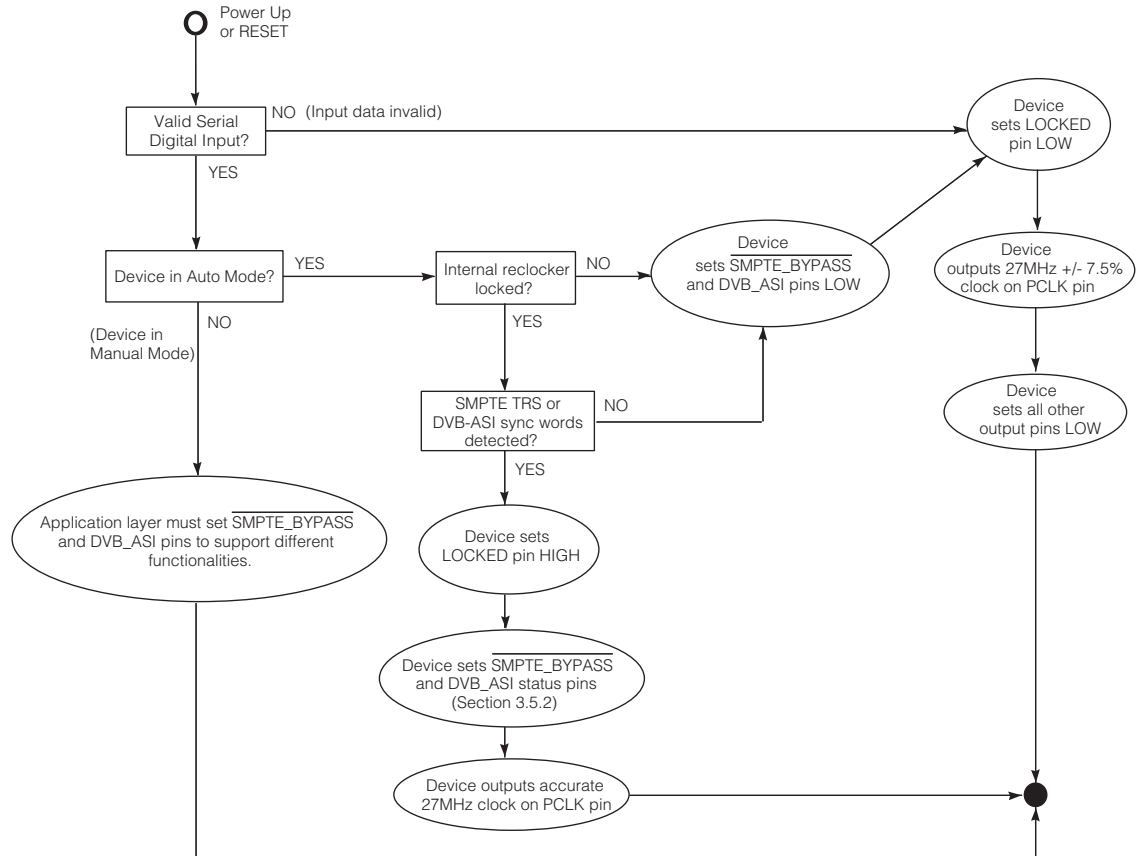 Power Up
or RESET
Valid Serial
Digital Input?
NO (Input data invalid)
YES
Device
sets LOCKED
pin LOW
Device in Auto Mode?
YES
NO
(Device in
Manual Mode)
Internal reclocker
locked?
NO
YES
Device
sets SMPTE_BYPASS
and DVB_ASI pins LOW
Device
outputs 27MHz +/- 7.5%
clock on PCLK pin
SMPTE TRS or
DVB-ASI sync words
detected?
NO
YES
Device
sets all other
output pins LOW
Application layer must set SMPTE_BYPASS
and DVB_ASI pins to support different
functionalities.
Device sets
LOCKED pin HIGH
Device sets SMPTE_BYPASS
and DVB_ASI status pins
(Section 3.5.2)
Device outputs accurate
27MHz clock on PCLK pin